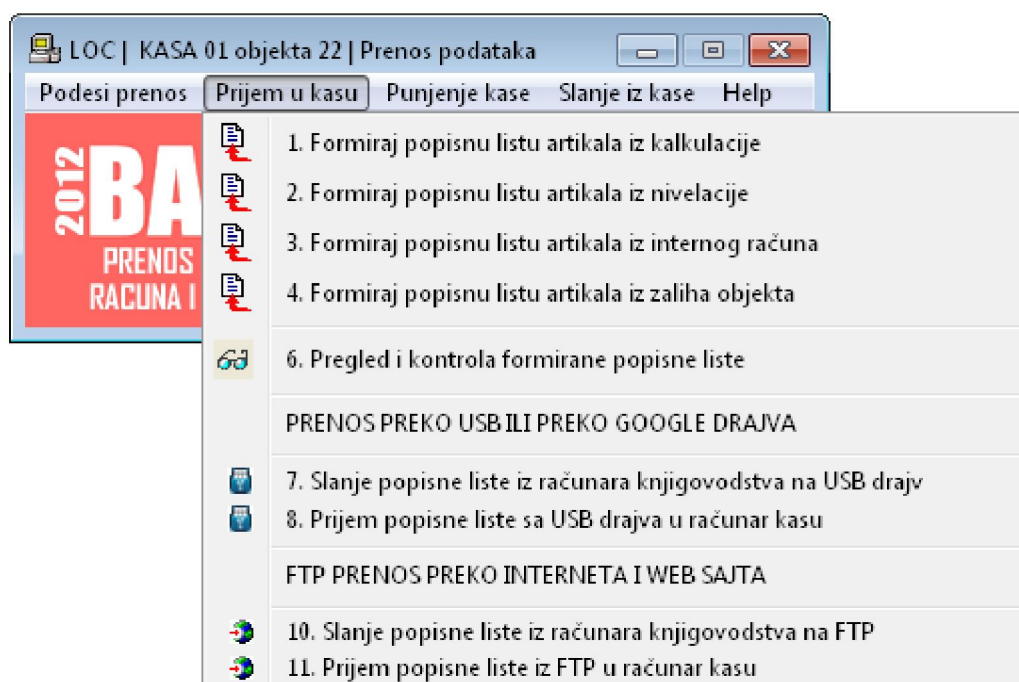 LOC | KASA 01 objekta 22 | Prenos podataka
Podesi prenos Prijem u kasu Punjenje kase Slanje iz kase Help
2012
BA
PRENOS
RACUNA I
1. Formiraj popisnu listu artikala iz kalkulacije
2. Formiraj popisnu listu artikala iz nivelacije
3. Formiraj popisnu listu artikala iz internog računa
4. Formiraj popisnu listu artikala iz zaliha objekta
6. Pregled i kontrola formirane popisne liste
PRENOS PREKO USB ILI PREKO GOOGLE DRAJVA
7. Slanje popisne liste iz računara knjigovodstva na USB drajv
8. Prijem popisne liste sa USB drajva u računar kasu
FTP PRENOS PREKO INTERNETA I WEB SAJTA
10. Slanje popisne liste iz računara knjigovodstva na FTP
11. Prijem popisne liste iz FTP u računar kasu